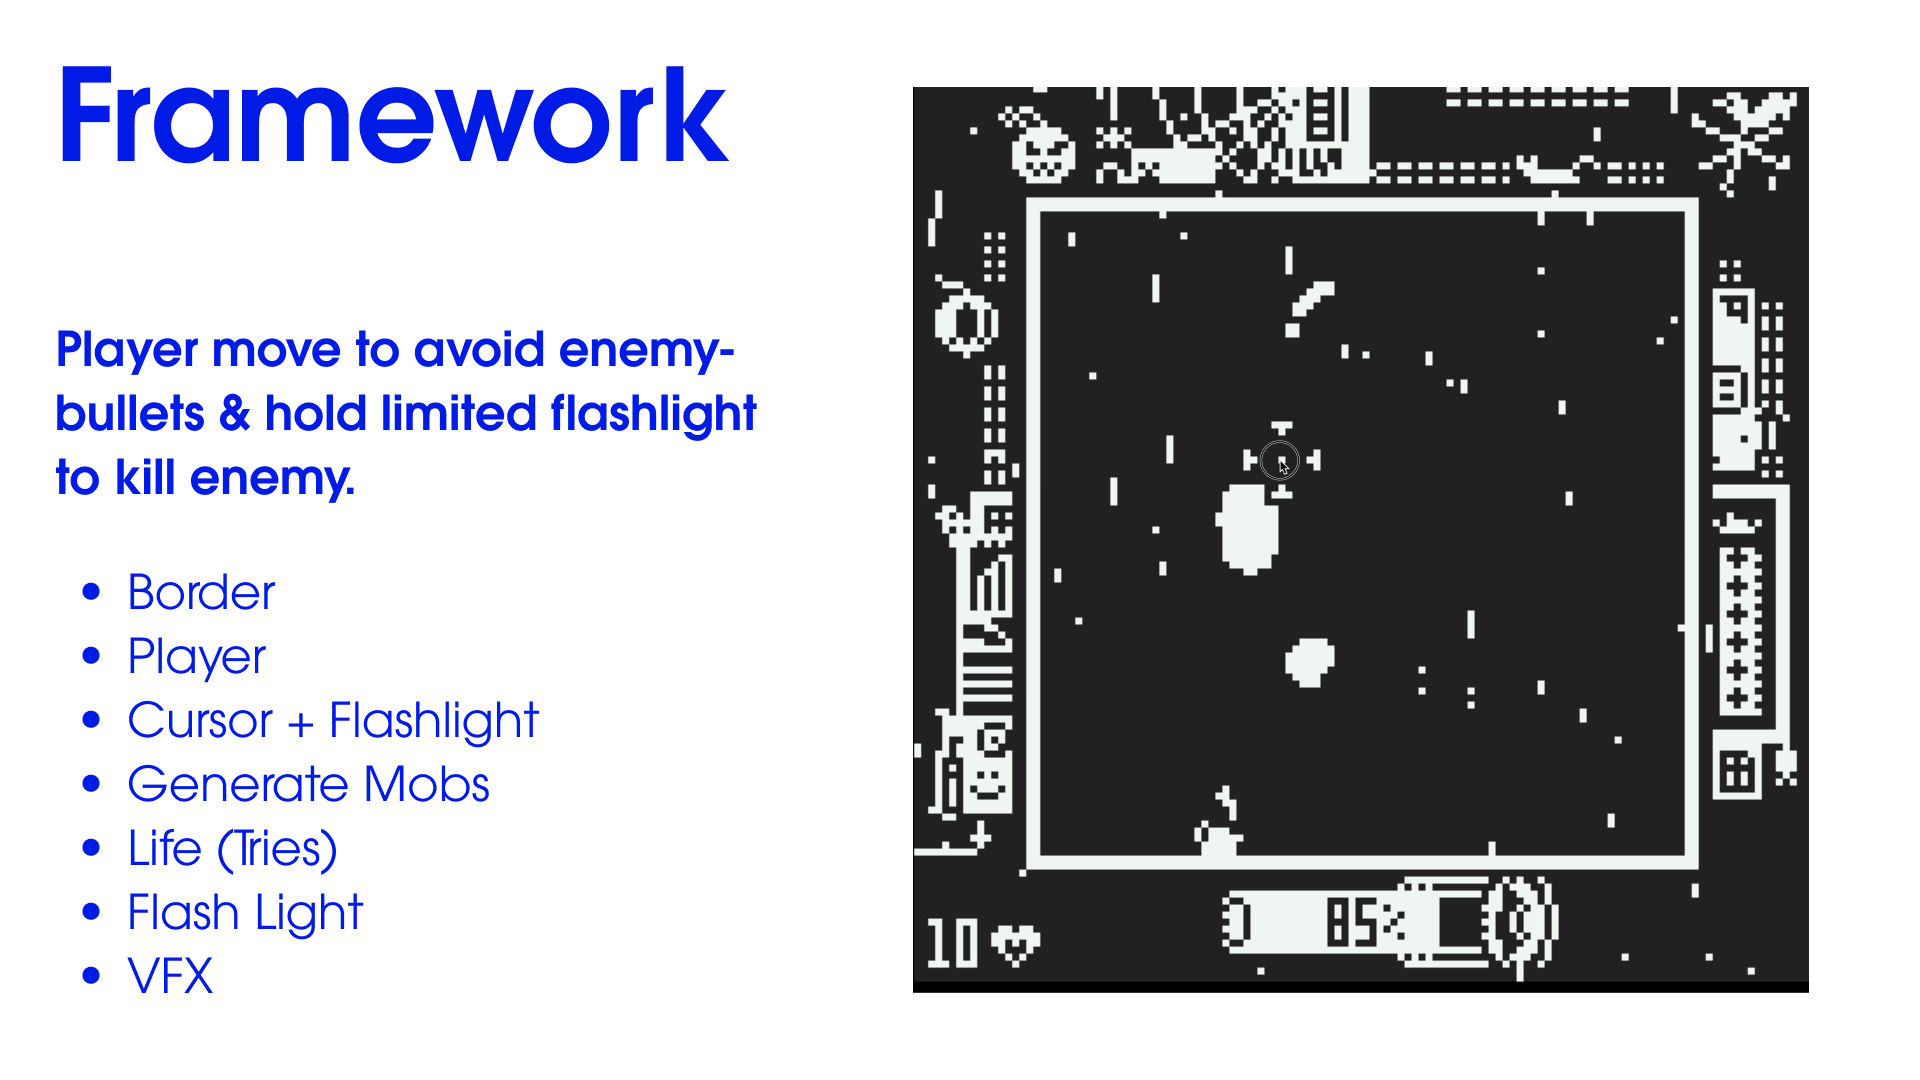 Framework
Player move to avoid enemy-
bullets & hold limited flashlight
to kill enemy.
• Border
• Player
• Cursor + Flashlight
• Generate Mobs
• Life (Tries)
• Flash Light
• VFX
10
85%